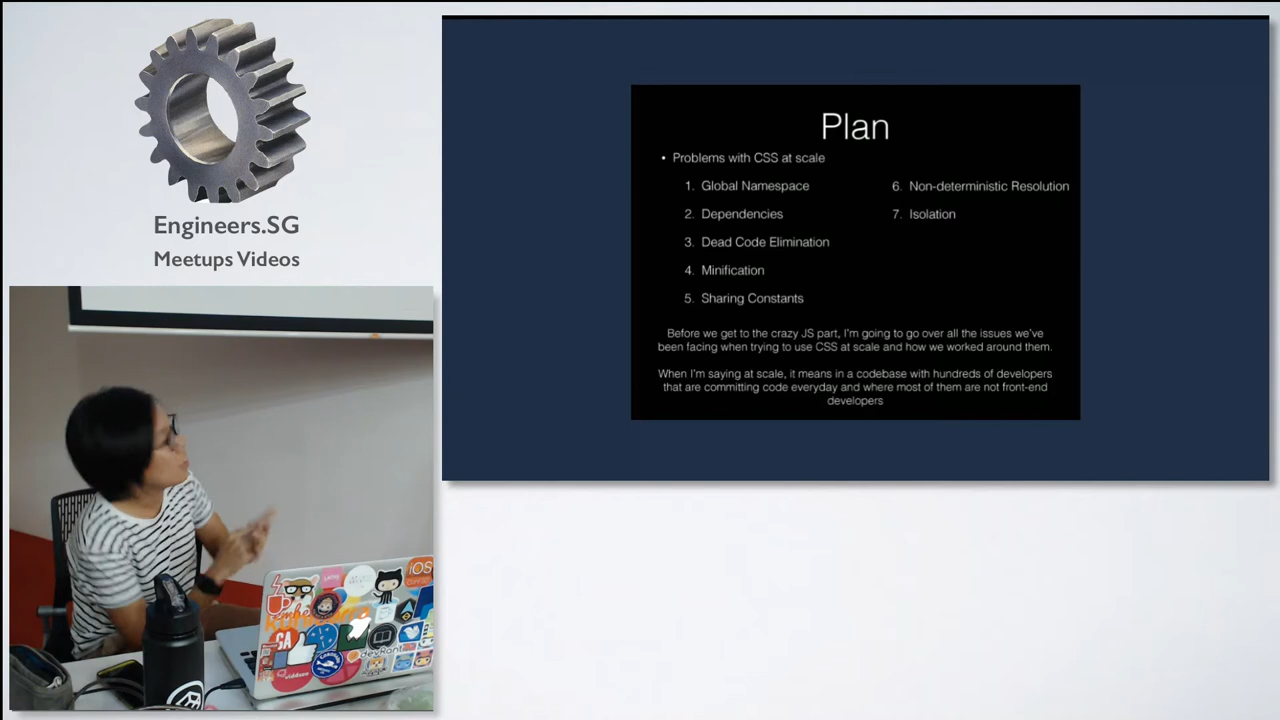 Engineers.SG
Meetups Videos
Plan
• Problems with CSS at scale
1. Global Namespace
2. Dependencies
3. Dead Code Elimination
4. Minification
5. Sharing Constants
6. Non-deterministic Resolution
7. Isolation
Before we get to the crazy JS part, I'm going to go over all the issues we've
been facing when trying to use CSS at scale and how we worked around them.
When I'm saying at scale, it means in a codebase with hundreds of developers
that are committing code everyday and where most of them are not front-end
developers
iOS
GA
devRant